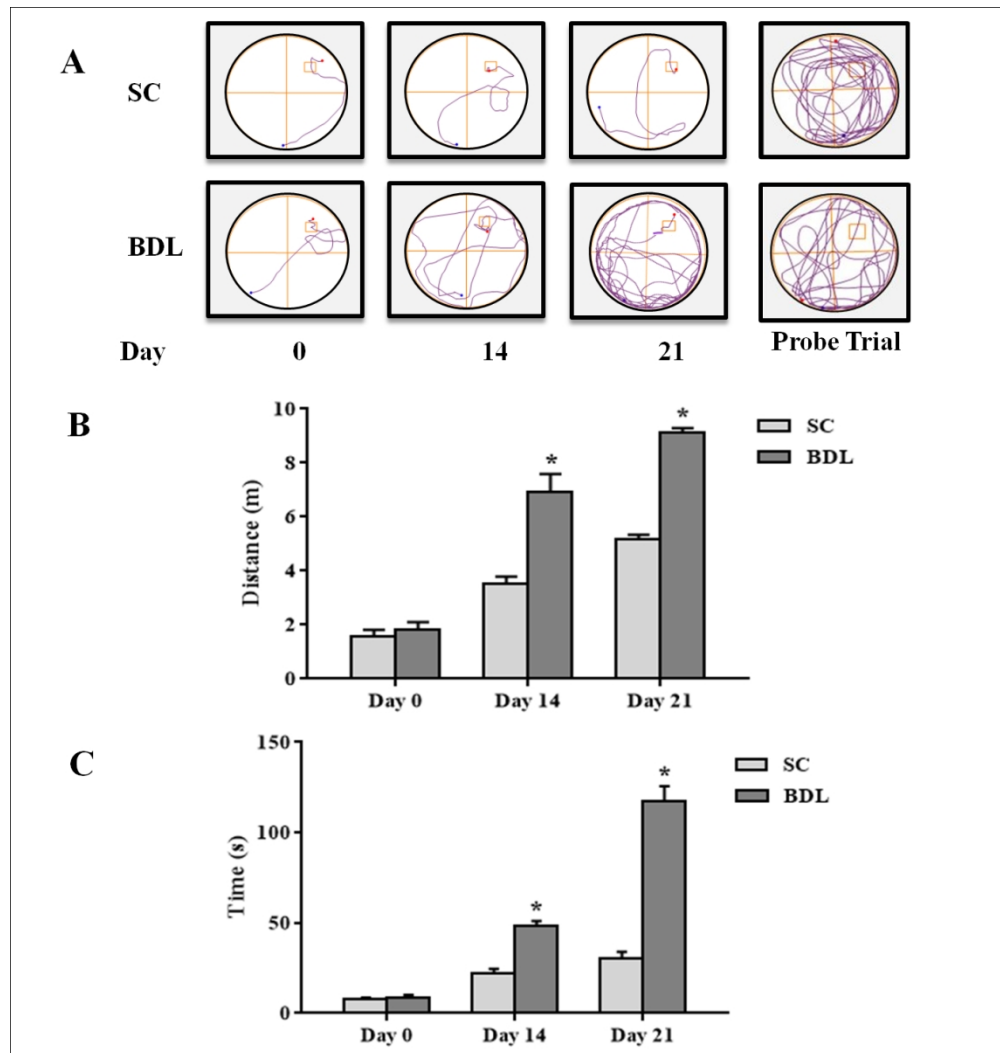 A
SC
BDL
Day 0 14 21 Probe Trial
B
Distance (m)
10
8
6
4
2
0
* *
SC
BDL
Day 0 Day 14 Day 21
C
Time (s)
150
100
50
0
* *
SC
BDL
Day 0 Day 14 Day 21